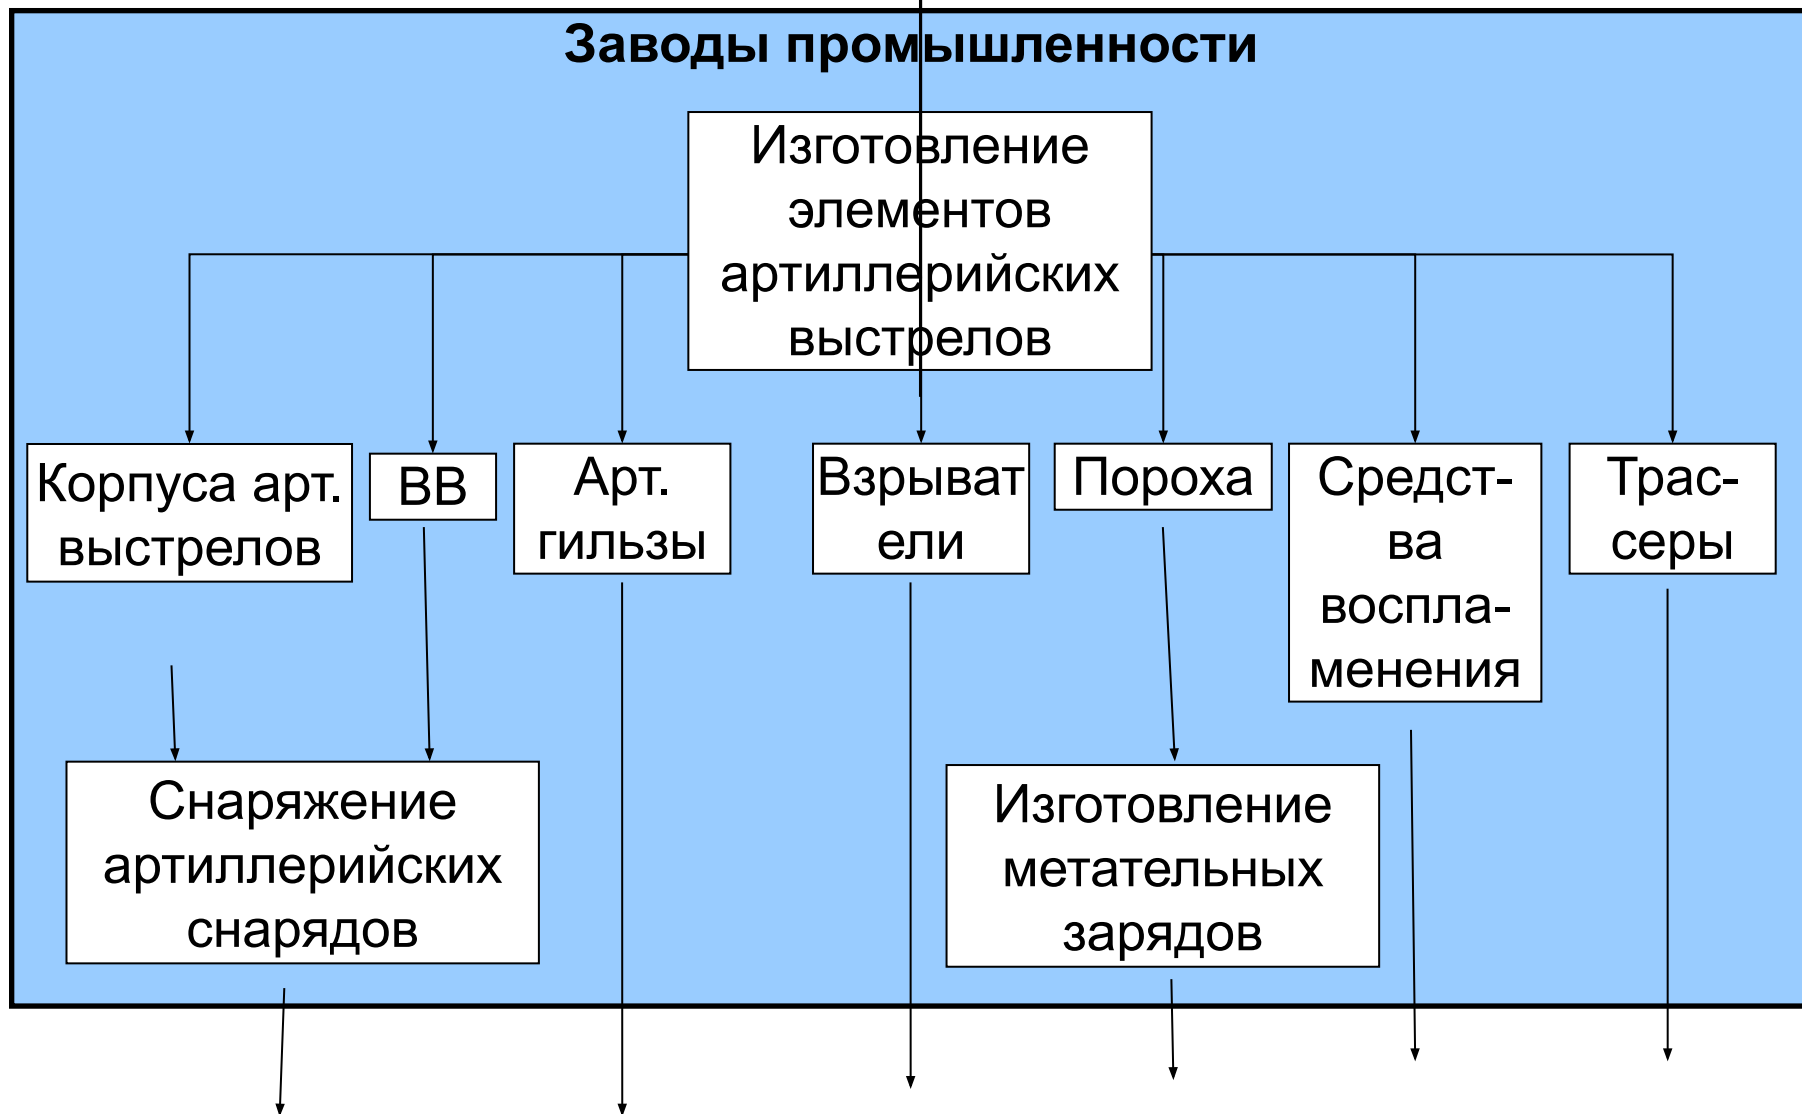 Заводы промышленности
Изготовление
элементов
артиллерийских
выстрелов
Корпуса арт.
выстрелов
ВВ
Арт.
гильзы
Взрыват
ели
Пороха
Средст-
ва
воспла-
менения
Трас-
серы
Снаряжение
артиллерийских
снарядов
Изготовление
метательных
зарядов